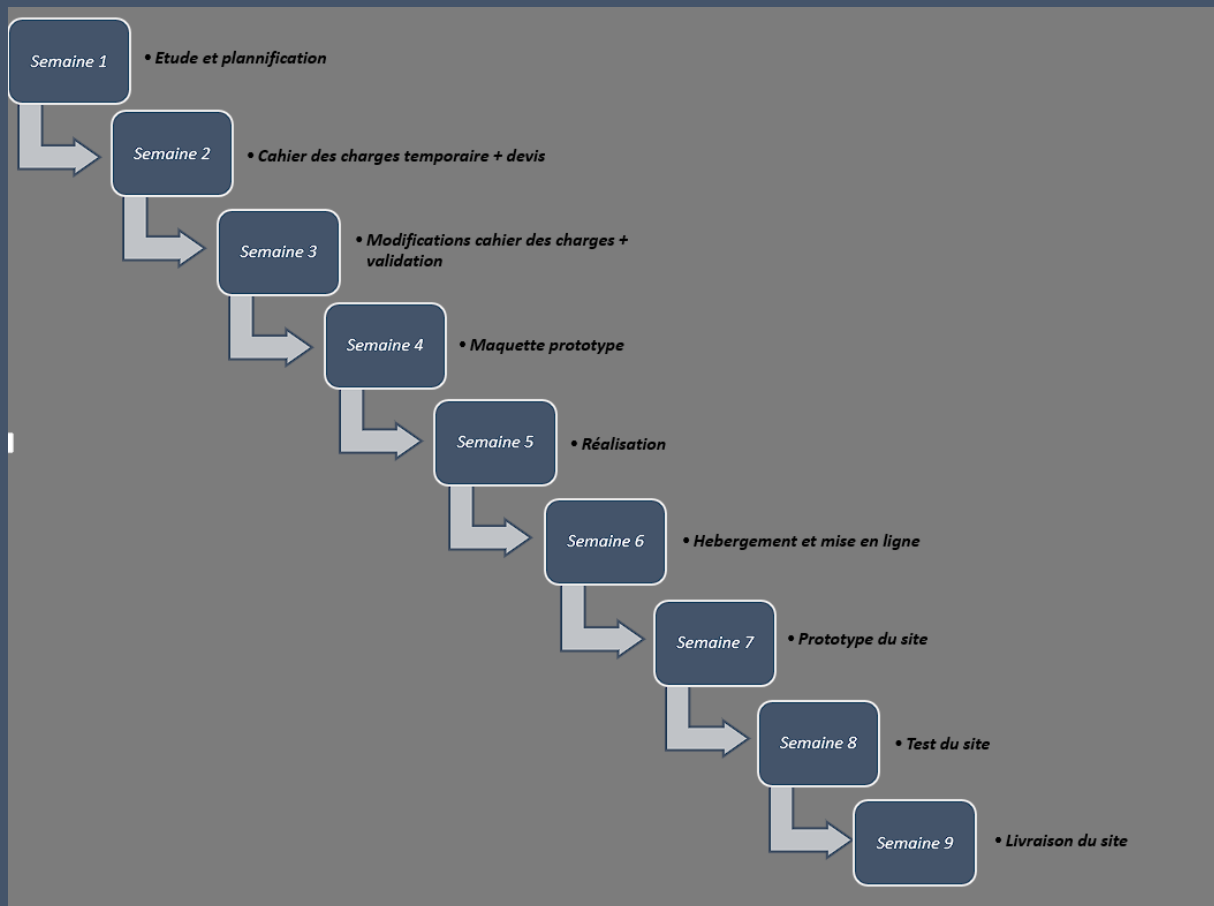 Semaine 1
• Etude et plannification
Semaine 2
• Cahier des charges temporaire + devis
Semaine 3
• Modifications cahier des charges +
validation
Semaine 4
• Maquette prototype
Semaine 5
• Réalisation
Semaine 6
• Hebergement et mise en ligne
Semaine 7
• Prototype du site
Semaine 8
• Test du site
Semaine 9
• Livraison du site